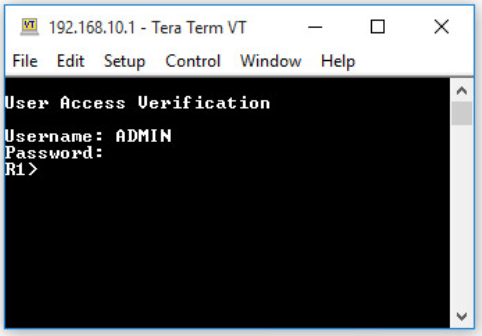 VT 192.168.10.1 - Tera Term VT
File Edit Setup Control Window Help
User Access Verification
Username: ADMIN
Password:
R1>